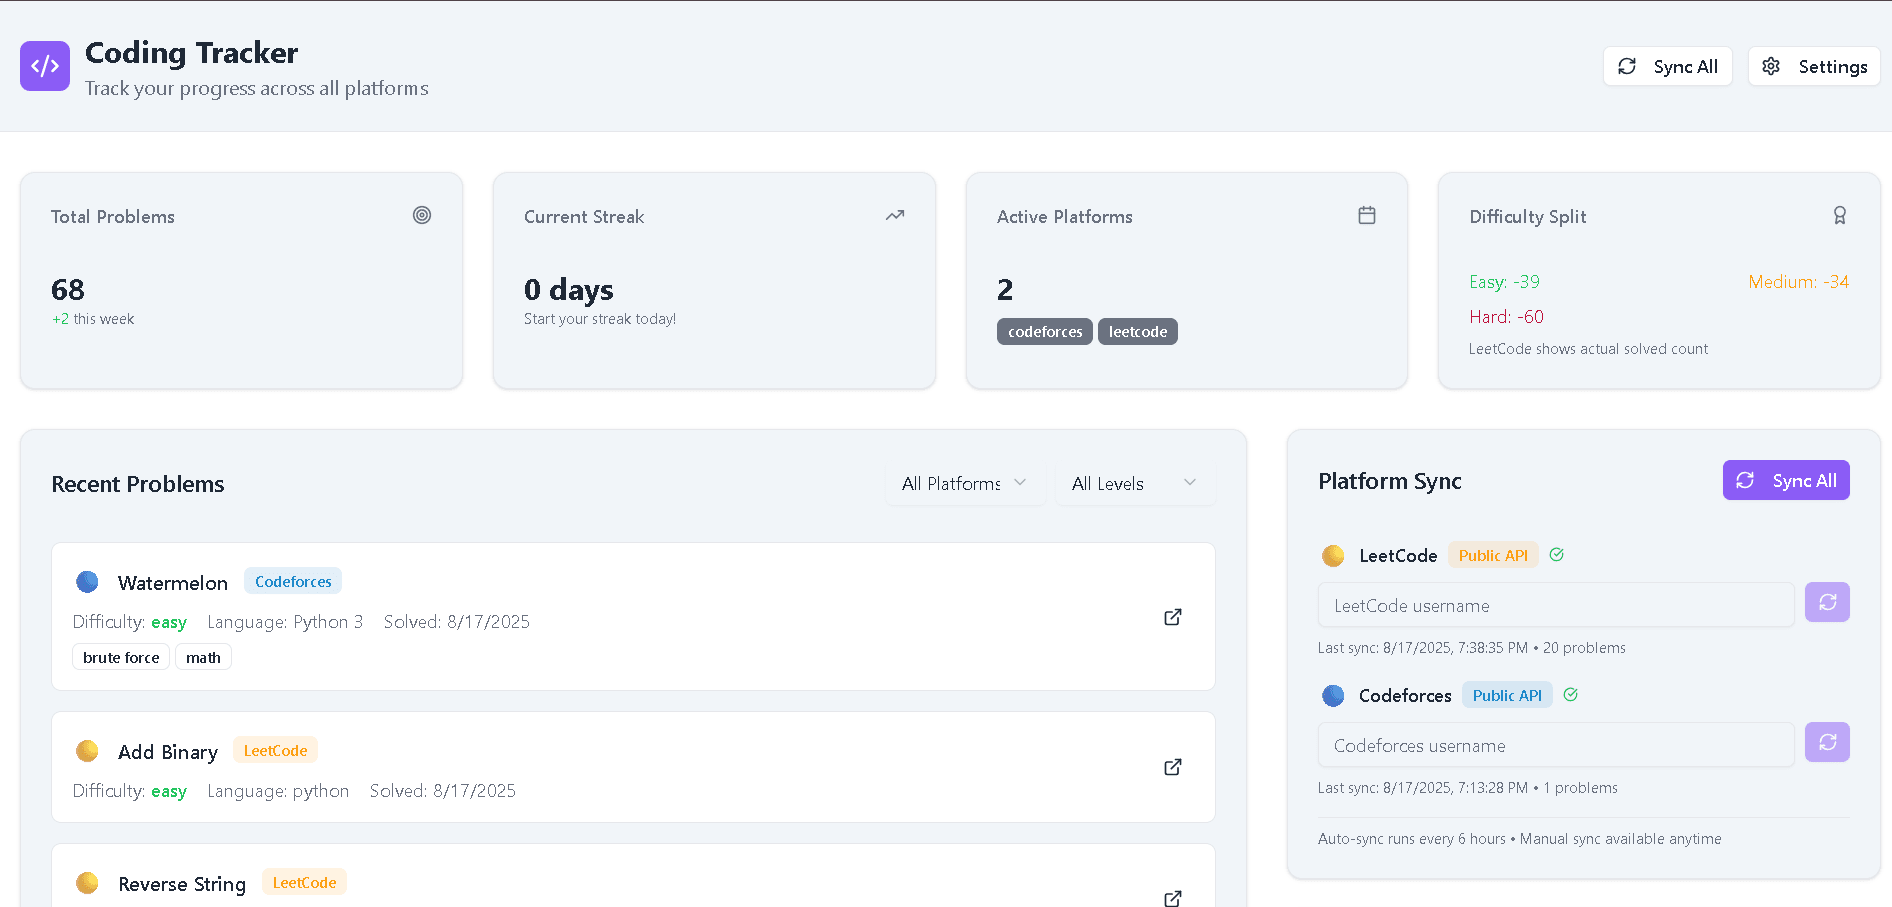 Coding Tracker
Track your progress across all platforms
Sync All
Settings
Total Problems
68
+2 this week
Current Streak
0 days
Start your streak today!
Active Platforms
2
codeforces leetcode
Difficulty Split
Easy: -39 Medium: -34
Hard: -60
LeetCode shows actual solved count
Recent Problems
All Platforms
All Levels
Watermelon Codeforces
Difficulty: easy Language: Python 3 Solved: 8/17/2025
brute force math
Add Binary LeetCode
Difficulty: easy Language: python Solved: 8/17/2025
Reverse String LeetCode
Platform Sync
Sync All
LeetCode Public API
LeetCode username
Last sync: 8/17/2025, 7:38:35 PM • 20 problems
Codeforces Public API
Codeforces username
Last sync: 8/17/2025, 7:13:28 PM • 1 problems
Auto-sync runs every 6 hours • Manual sync available anytime